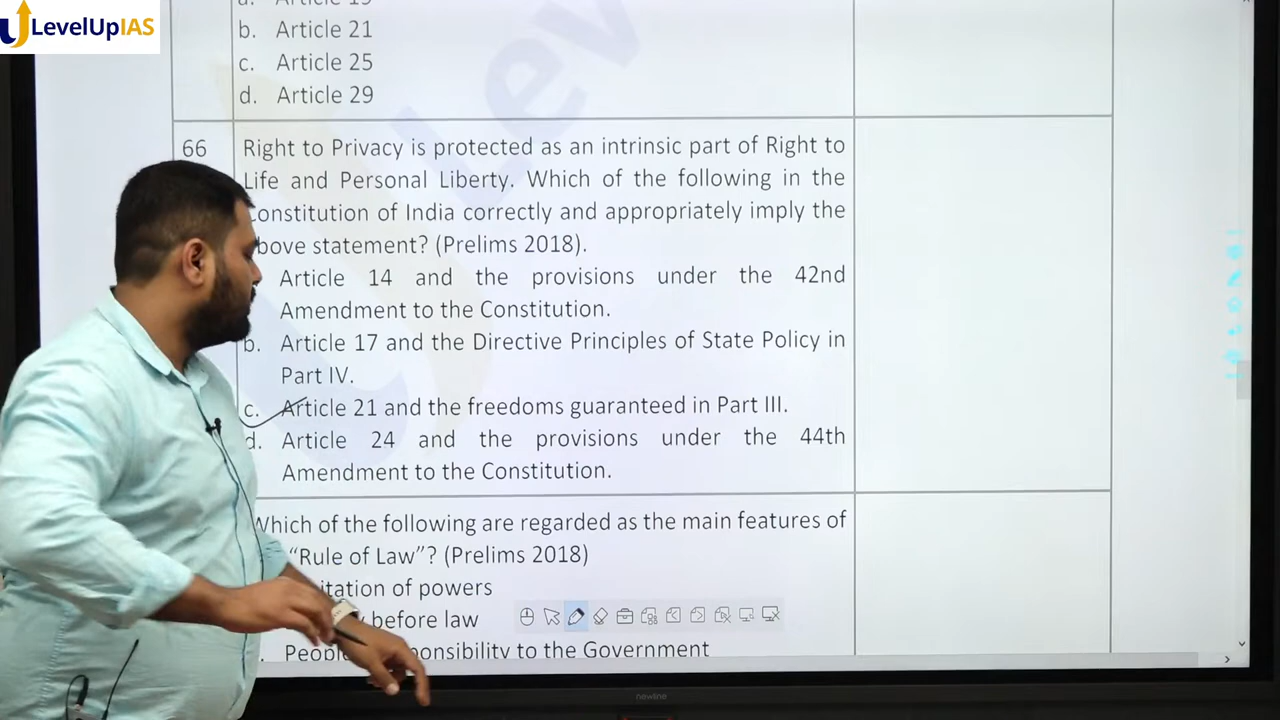 LevelUpIAS
b. Article 21
c. Article 25
d. Article 29
66
Right to Privacy is protected as an intrinsic part of Right to
Life and Personal Liberty. Which of the following in the
Constitution of India correctly and appropriately imply the
above statement? (Prelims 2018).
Article 14 and the provisions under the 42nd
Amendment to the Constitution.
b. Article 17 and the Directive Principles of State Policy in
Part IV.
c. Article 21 and the freedoms guaranteed in Part III.
d. Article 24 and the provisions under the 44th
Amendment to the Constitution.
Which of the following are regarded as the main features of
“Rule of Law”? (Prelims 2018)
of powers
before law
to the Government
newline